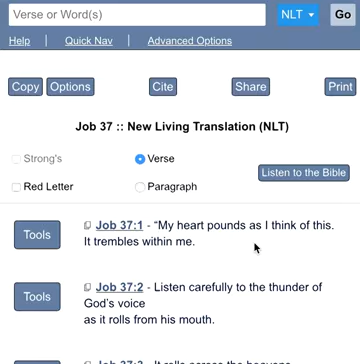 Verse or Word(s) NLT Go
Help | Quick Nav | Advanced Options
Copy Options Cite Share Print
Job 37 :: New Living Translation (NLT)
Strong's Verse
Red Letter Paragraph
Listen to the Bible
Tools
Job 37:1 - “My heart pounds as I think of this.
It trembles within me.
Tools
Job 37:2 - Listen carefully to the thunder of
God’s voice
as it rolls from his mouth.